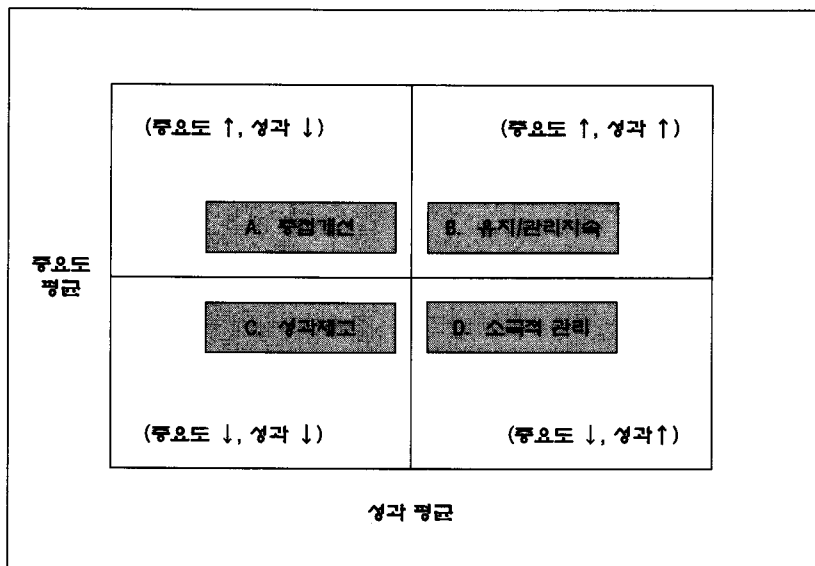 (중요도 ↑, 성과 ↓)
(중요도 ↑, 성과 ↑)
A. 중점개선
B. 유지/관리지속
중요도
평균
C. 성과제고
D. 소극적 관리
(중요도 ↓, 성과 ↓)
(중요도 ↓, 성과↑)
성과 평균